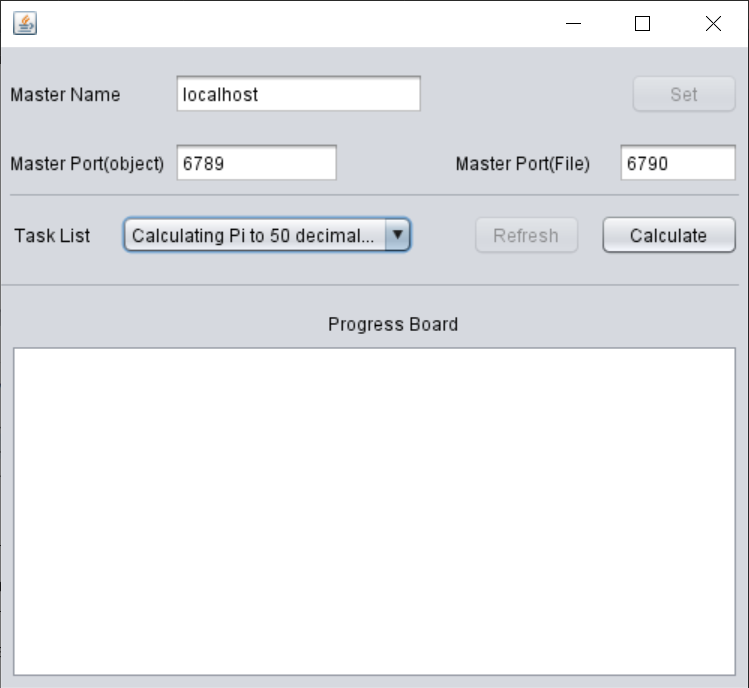 Master Name localhost Set
Master Port(object) 6789 Master Port(File) 6790
Task List Calculating Pi to 50 decimal... Refresh Calculate
Progress Board